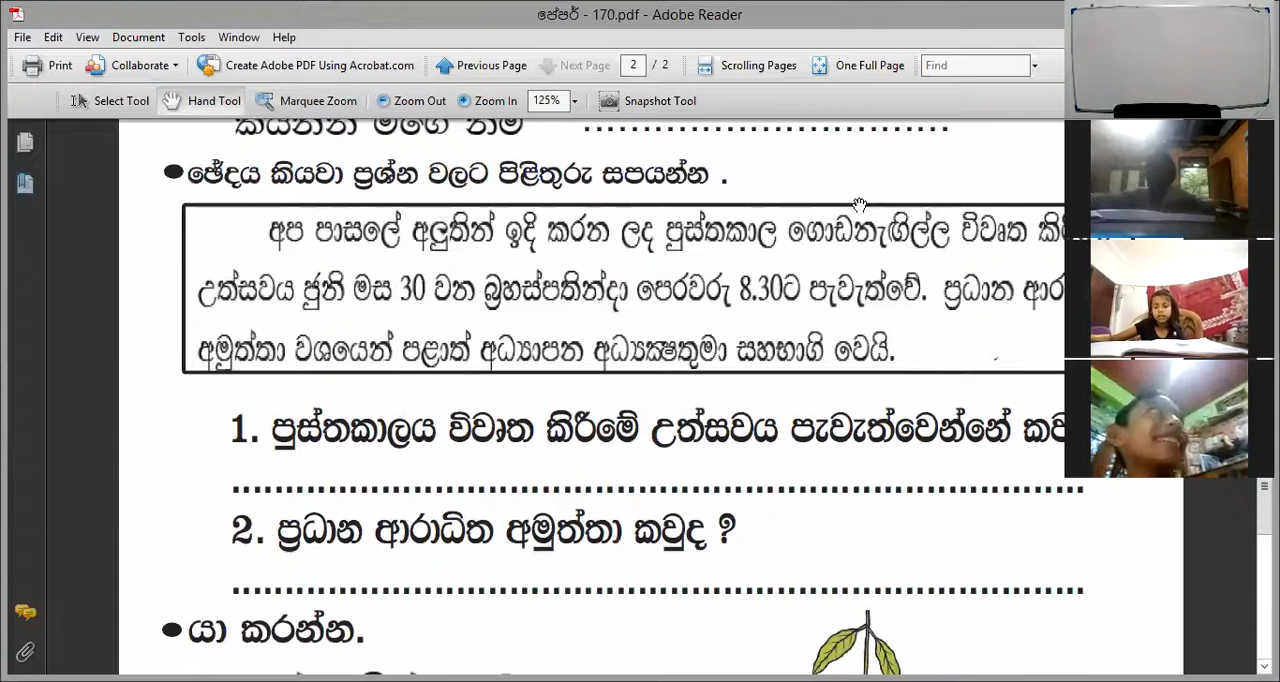 පේපර් - 170.pdf - Adobe Reader
File Edit View Document Tools Window Help
Print Collaborate Create Adobe PDF Using Acrobat.com Previous Page Next Page 2 / 2 Scrolling Pages One Full Page Find
Select Tool Hand Tool Marquee Zoom Zoom Out Zoom In 125% Snapshot Tool
කියන්න මගේ නම ..............................
● ඡේදය කියවා ප්‍රශ්න වලට පිළිතුරු සපයන්න .
අප පාසලේ අලුතින් ඉදි කරන ලද පුස්තකාල ගොඩනැඟිල්ල විවෘත
උත්සවය ජුනි මස 30 වන බ්‍රහස්පතින්දා පෙරවරු 8.30ට පැවැත්වේ. ප්‍රධාන
අමුත්තා වශයෙන් පළාත් අධ්‍යාපන අධ්‍යක්ෂතුමා සහභාගි වෙයි.
1. පුස්තකාලය විවෘත කිරීමේ උත්සවය පැවැත්වෙන්නේ
................................................................................
2. ප්‍රධාන ආරාධිත අමුත්තා කවුද ?
................................................................................
● යා කරන්න.